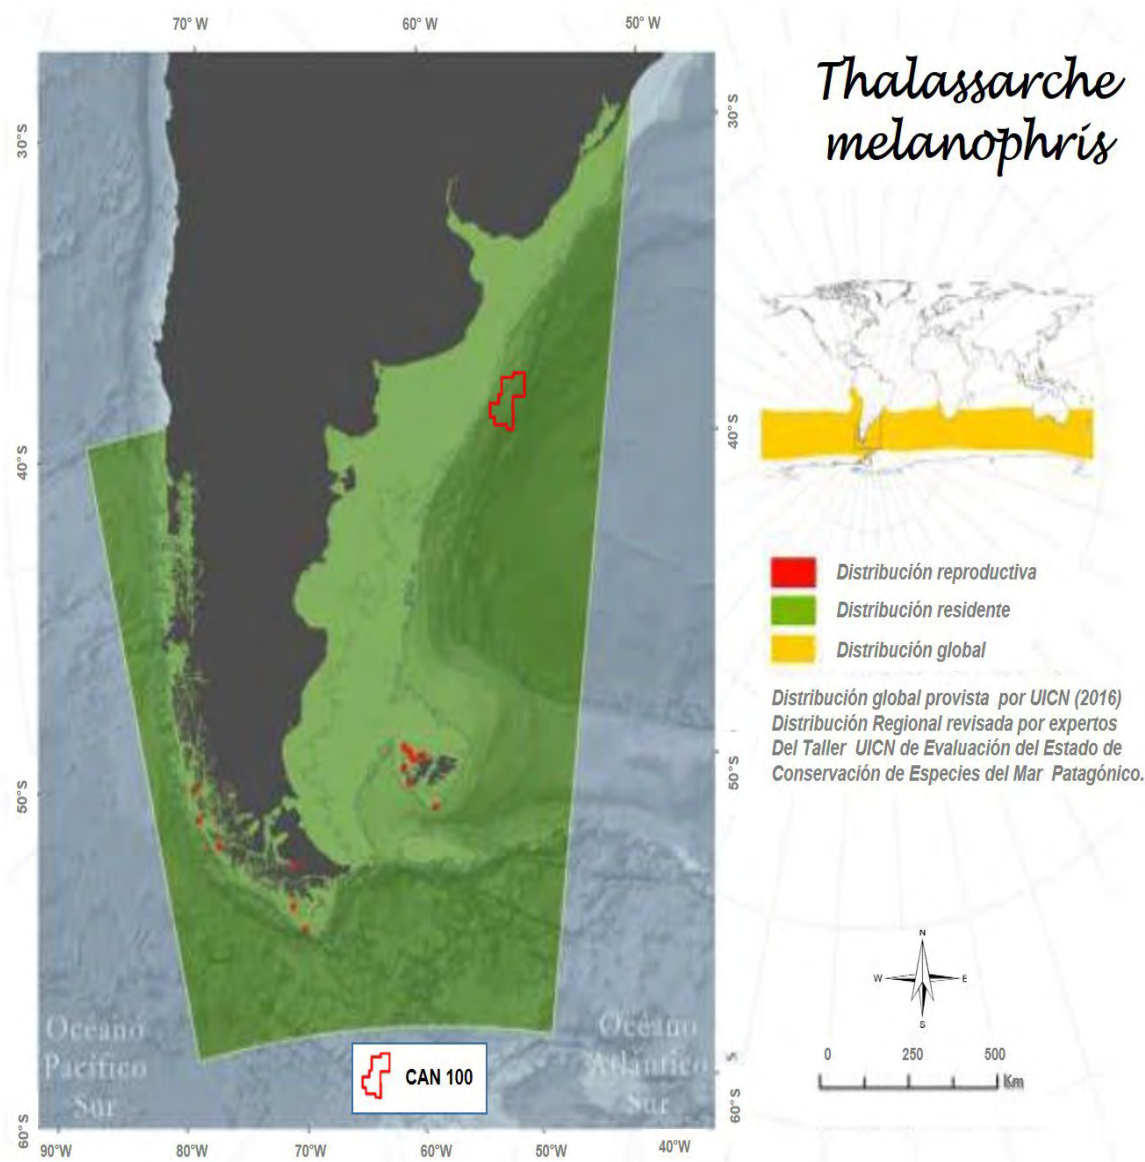 70° W
60° W
50° W
Thalassarche
melanophris
30°S
30°S
40°S
40°S
50°S
50°S
60°S
60°S
Distribución reproductiva
Distribución residente
Distribución global
Distribución global provista por UICN (2016)
Distribución Regional revisada por expertos
Del Taller UICN de Evaluación del Estado de
Conservación de Especies del Mar Patagónico.
N
W
E
S
0
250
500
Km
Océano
Pacífico
Sur
Océano
Atlántico
Sur
CAN 100
90°W
80°W
70°W
60°W
50°W
40°W